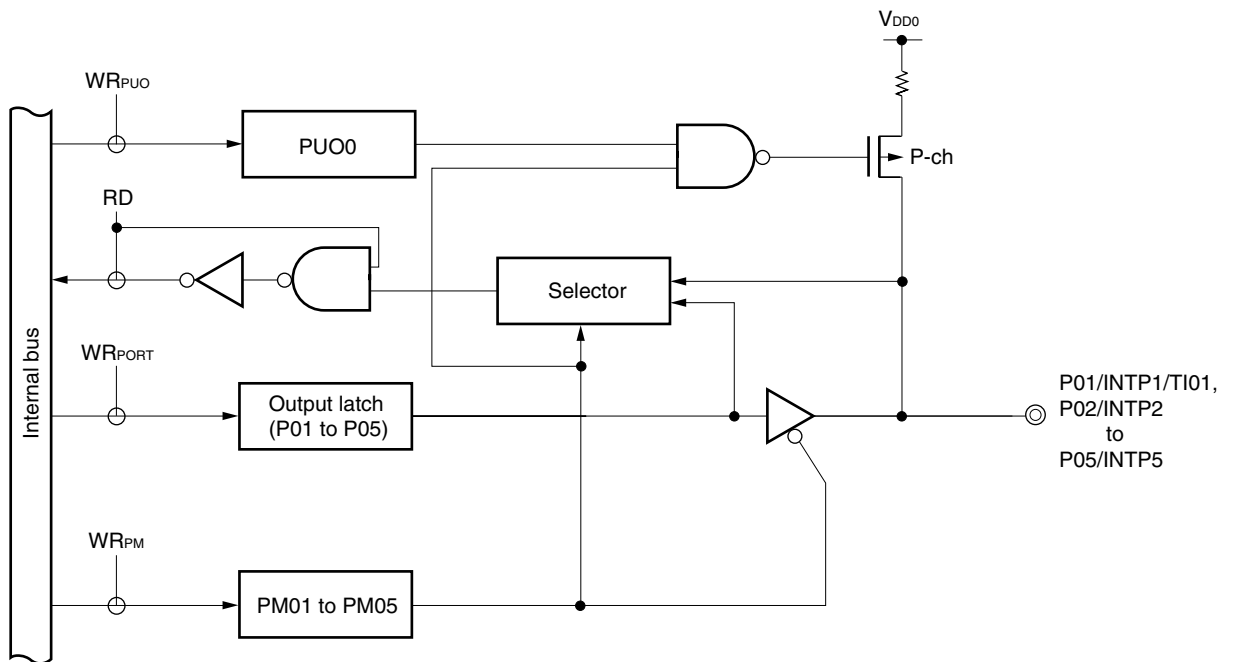 VDD0
WRPUO
PUO0
P-ch
RD
Selector
Internal bus
WRPORT
Output latch
(P01 to P05)
P01/INTP1/TI01,
P02/INTP2
to
P05/INTP5
WRPM
PM01 to PM05